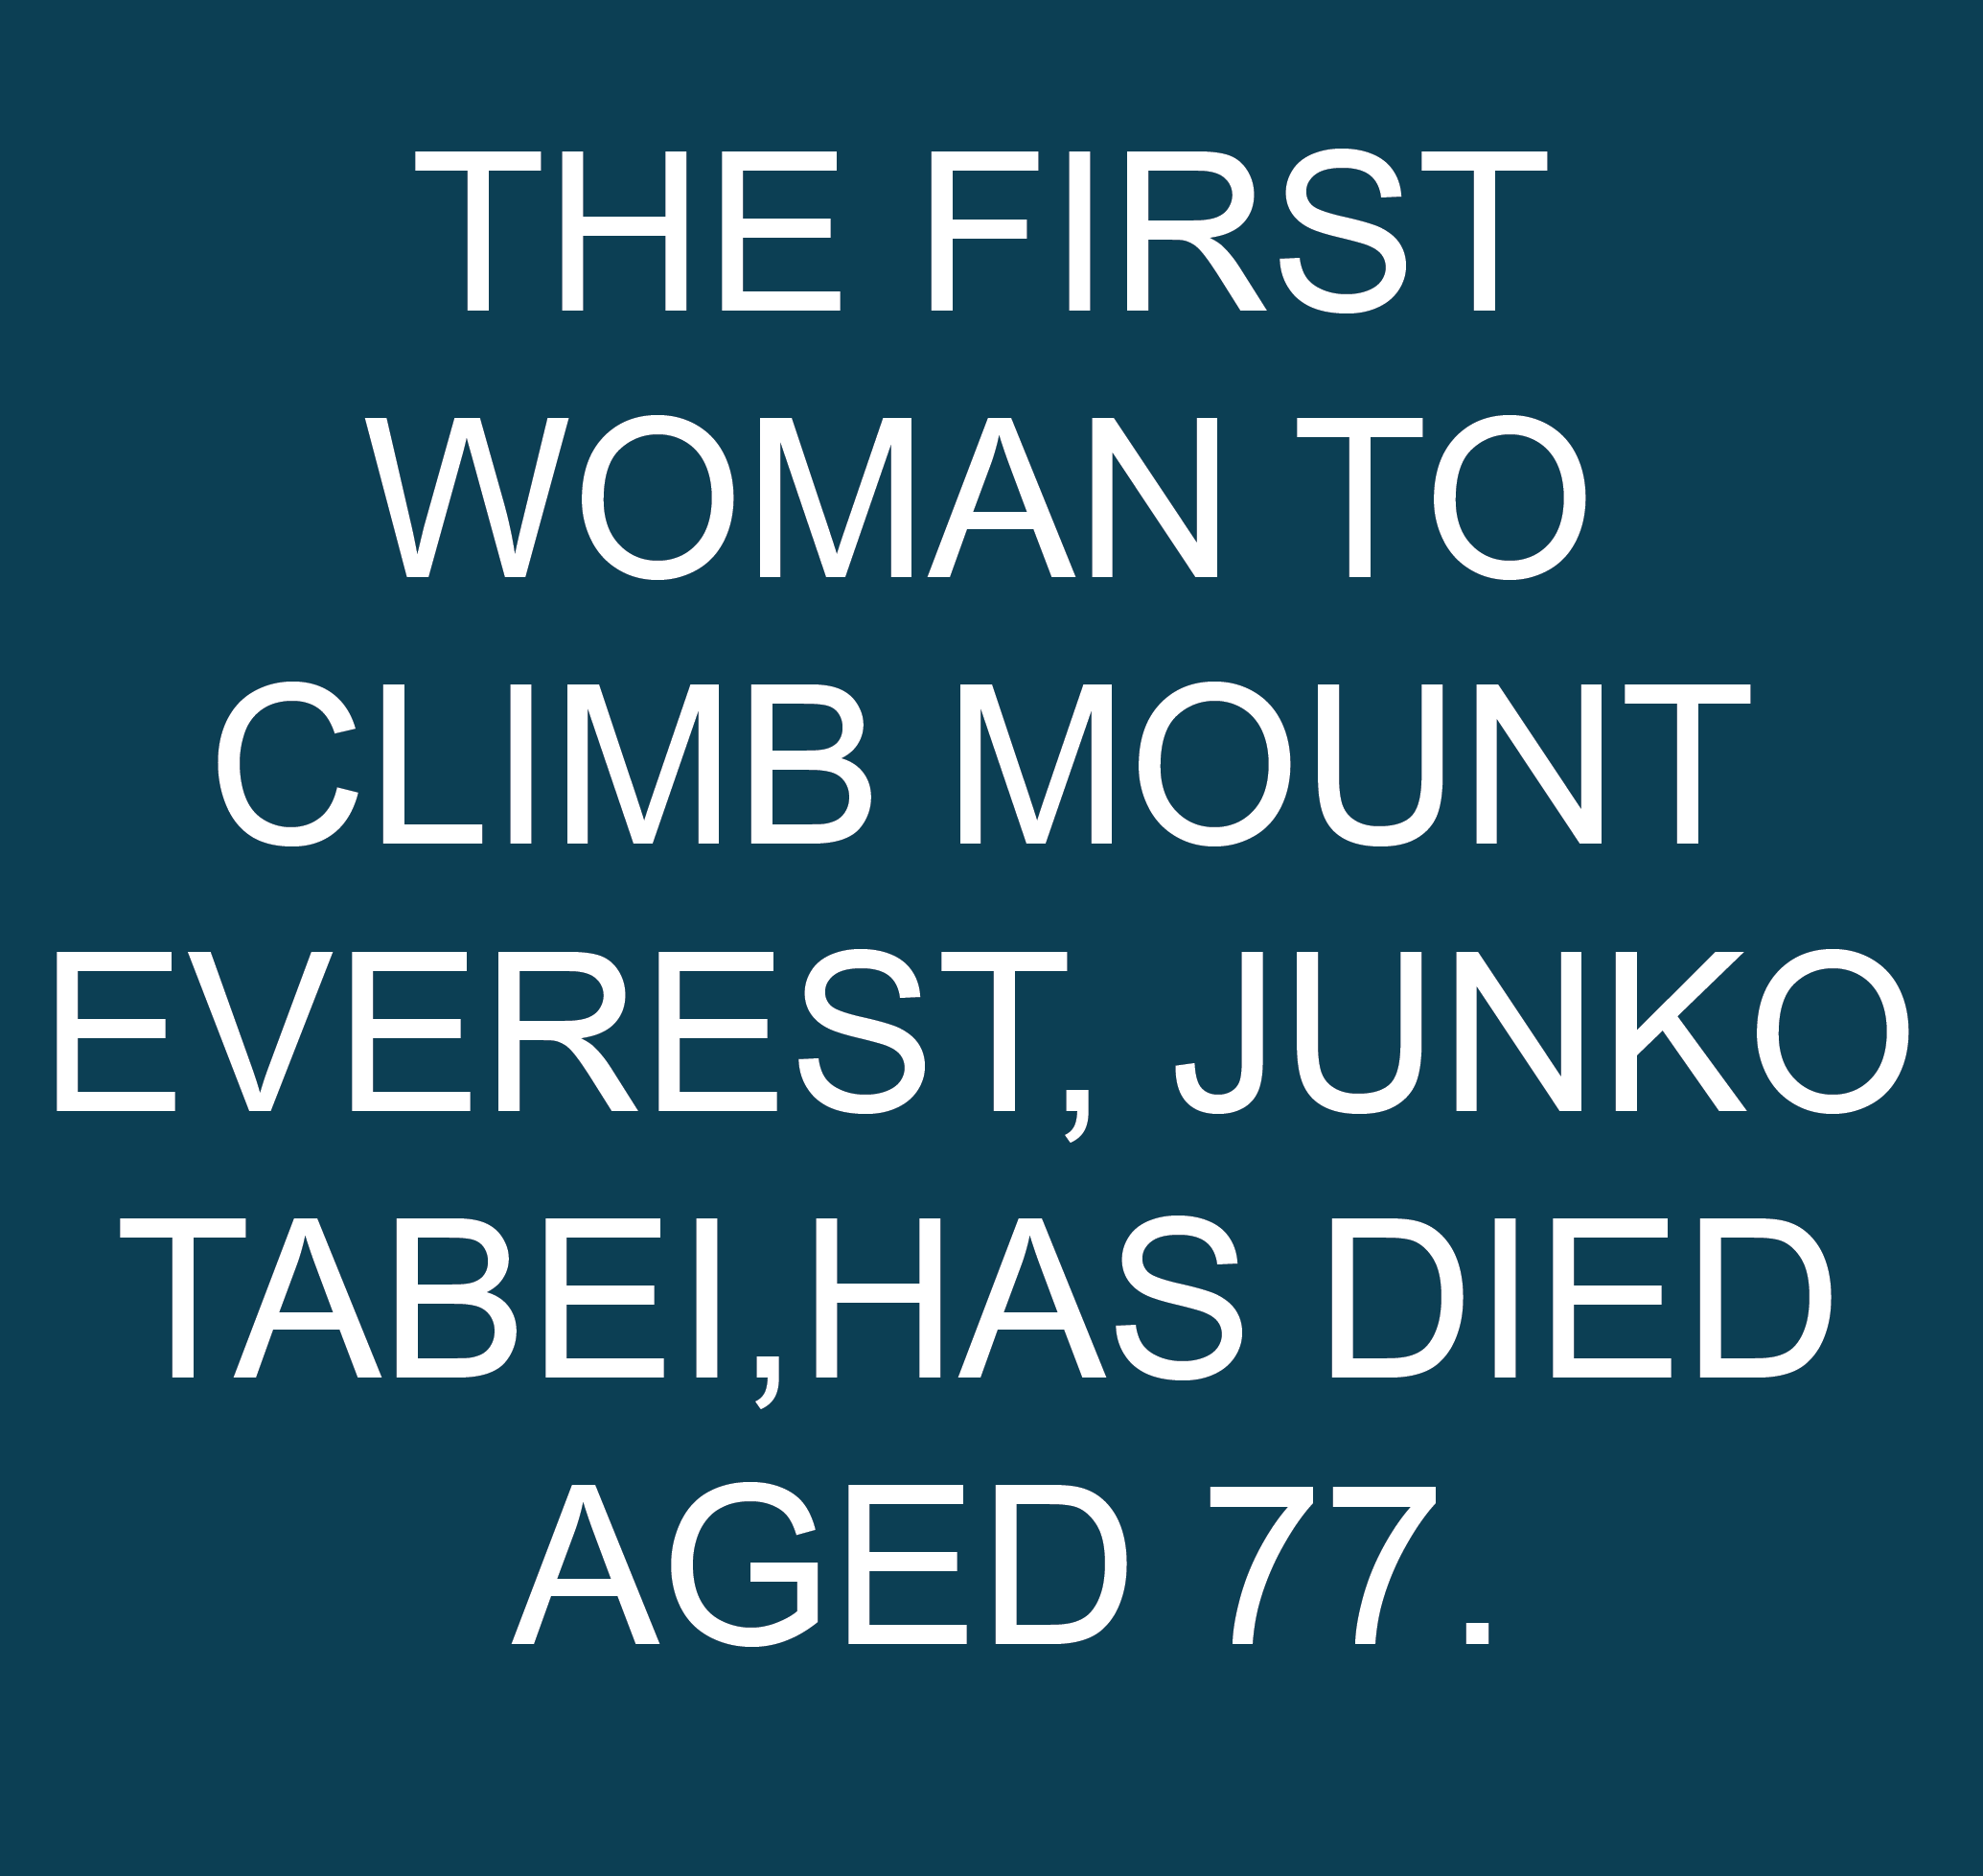 THE FIRST
WOMAN TO
CLIMB MOUNT
EVEREST, JUNKO
TABEI,HAS DIED
AGED 77.